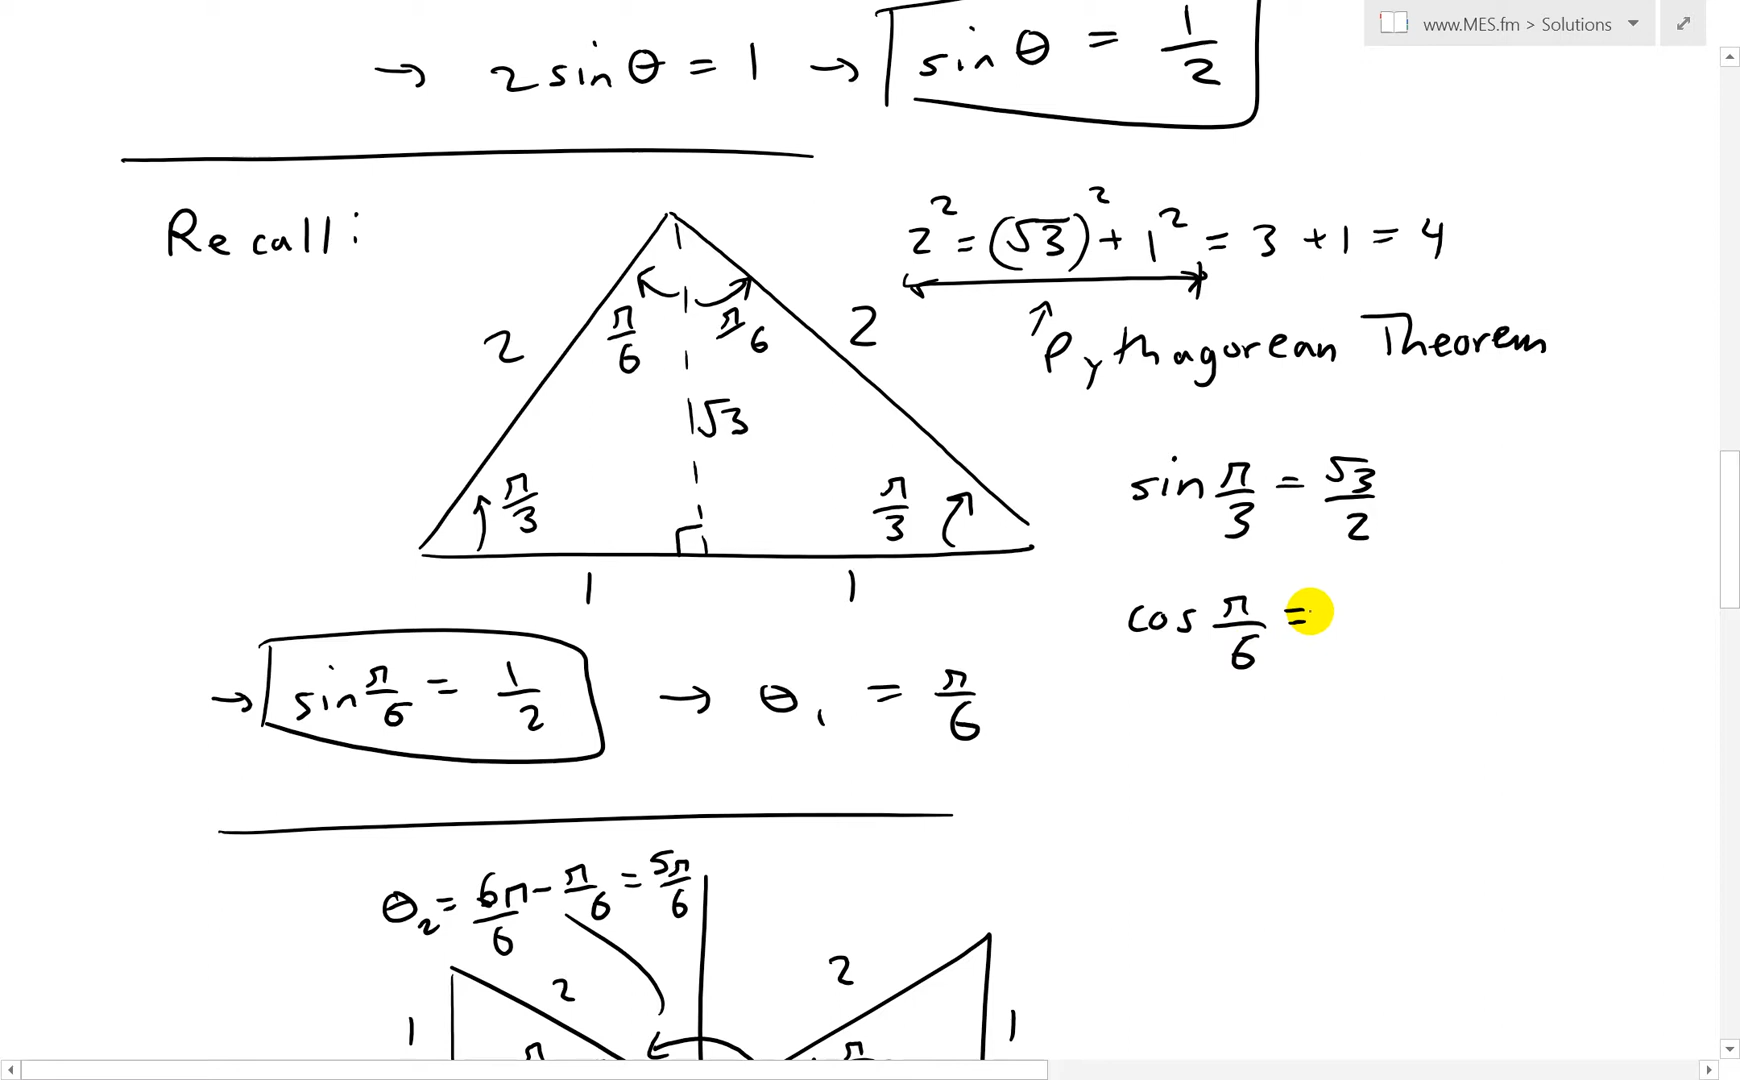 www.MES.fm > Solutions
→ 2 sin θ = 1 → sin θ = 1/2
Recall:
2² = (√3)² + 1² = 3 + 1 = 4
↑
Pythagorean Theorem
π/6 π/6
2 2
√3
π/3 π/3
1 1
sin π/3 = √3/2
cos π/6 =
→ sin π/6 = 1/2 → θ₁ = π/6
θ₂ = 6π/6 - π/6 = 5π/6
2 2
1 1
π π